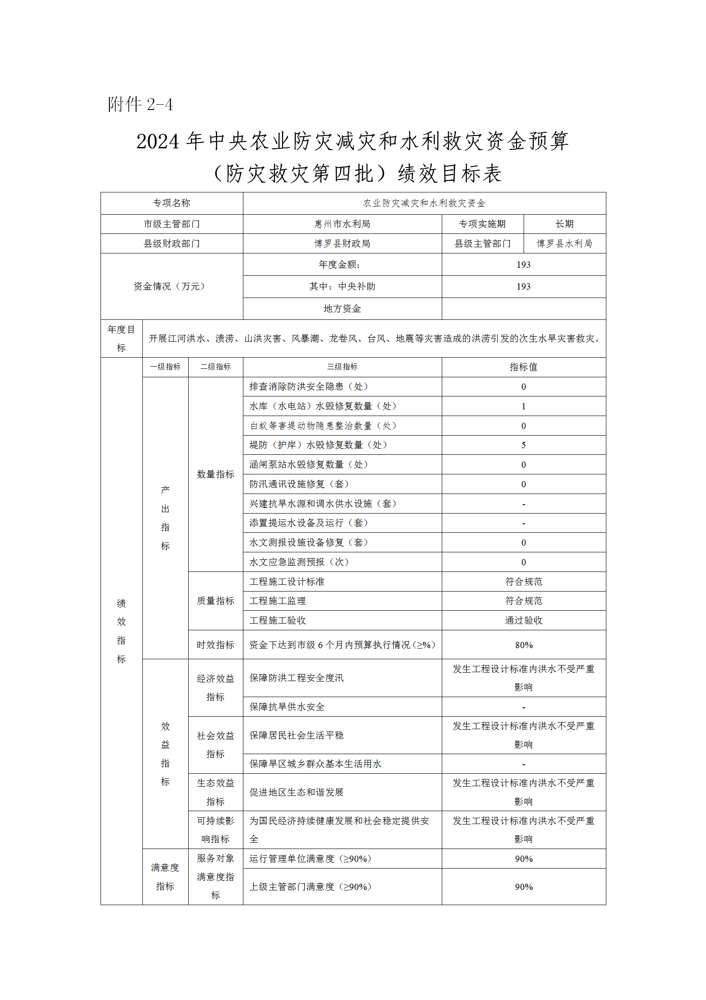 附件 2-4
2024 年中央农业防灾减灾和水利救灾资金预算
（防灾救灾第四批）绩效目标表
专项名称 农业防灾减灾和水利救灾资金
市级主管部门 惠州市水利局 专项实施期 长期
县级财政部门 博罗县财政局 县级主管部门 博罗县水利局
资金情况（万元）
年度金额： 193
其中：中央补助 193
地方资金
年度目
标
开展江河洪水、渍涝、山洪灾害、风暴潮、龙卷风、台风、地震等灾害造成的洪涝引发的次生水旱灾害救灾。
绩
效
指
标
一级指标 二级指标 三级指标 指标值
产
出
指
标
数量指标
排查消除防洪安全隐患（处） 0
水库（水电站）水毁修复数量（处） 1
白蚁等害堤动物隐患整治数量（处） 0
堤防（护岸）水毁修复数量（处） 5
涵闸泵站水毁修复数量（处） 0
防汛通讯设施修复（套） 0
兴建抗旱水源和调水供水设施（套） -
添置提运水设备及运行（套） -
水文测报设施设备修复（套） 0
水文应急监测预报（次） 0
质量指标
工程施工设计标准 符合规范
工程施工监理 符合规范
工程施工验收 通过验收
时效指标 资金下达到市级 6 个月内预算执行情况（≥%） 80%
效
益
指
标
经济效益
指标
保障防洪工程安全度汛
发生工程设计标准内洪水不受严重
影响
保障抗旱供水安全 -
社会效益
指标
保障居民社会生活平稳
发生工程设计标准内洪水不受严重
影响
保障旱区城乡群众基本生活用水 -
生态效益
指标
促进地区生态和谐发展
发生工程设计标准内洪水不受严重
影响
可持续影
响指标
为国民经济持续健康发展和社会稳定提供安
全
发生工程设计标准内洪水不受严重
影响
满意度
指标
服务对象
满意度指
标
运行管理单位满意度（≥90%） 90%
上级主管部门满意度（≥90%） 90%